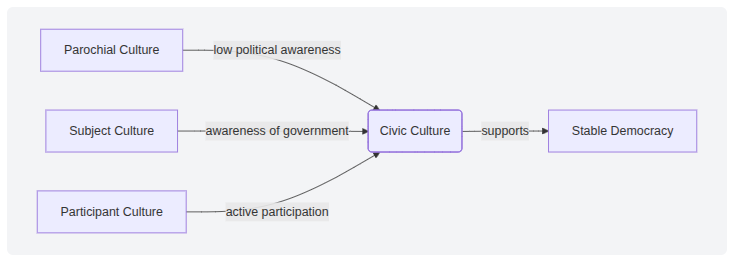 Parochial Culture
low political awareness
Subject Culture
awareness of government
Civic Culture
supports
Stable Democracy
Participant Culture
active participation